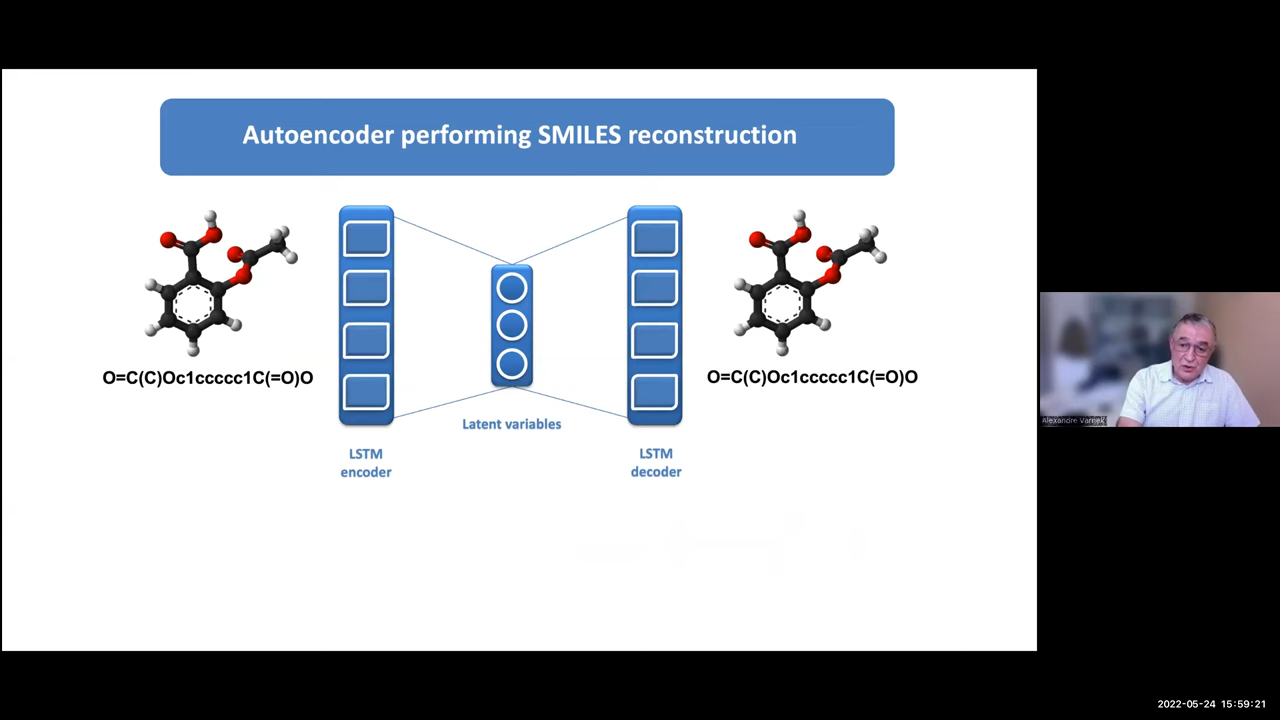 Autoencoder performing SMILES reconstruction
O=C(C)Oc1ccccc1C(=O)O
O=C(C)Oc1ccccc1C(=O)O
Latent variables
LSTM
encoder
LSTM
decoder
Alexandre Varnek
2022-05-24 15:59:21